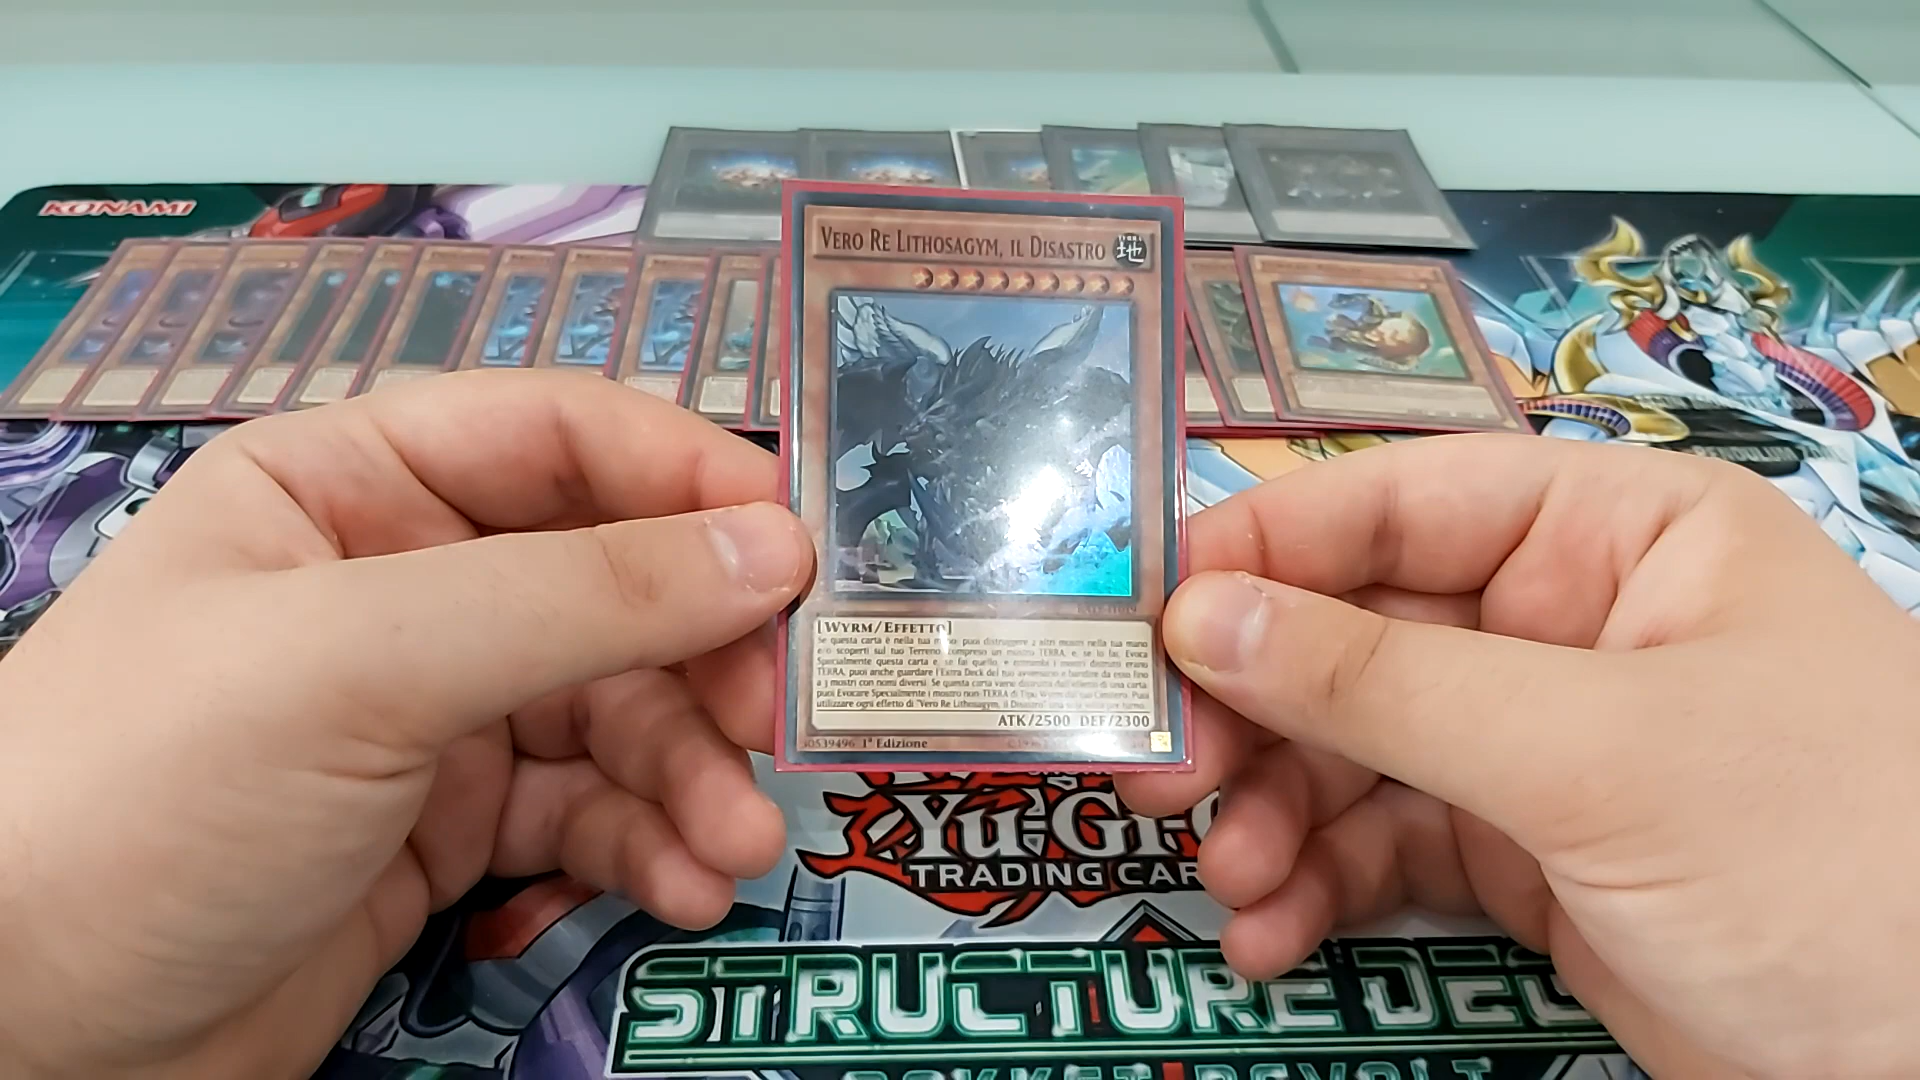 KONAMI
VERO RE LITHOSAGYM, IL DISASTRO
TERRA
地
[WYRM/EFFETTO]
Se questa carta è nella tua mano: puoi distruggere 2 altri mostri nella tua mano
e/o scoperti sul tuo Terreno, compreso un mostro TERRA, e, se lo fai, Evoca
Specialmente questa carta e, se fai quello, e entrambi i mostri distrutti erano
TERRA, puoi anche guardare l'Extra Deck del tuo avversario e bandire da esso fino
a 3 mostri con nomi diversi. Se questa carta viene distrutta dall'effetto di una carta:
puoi Evocare Specialmente 1 mostro non-TERRA di Tipo Wyrm dal tuo Cimitero. Puoi
utilizzare ogni effetto di "Vero Re Lithosagym, il Disastro" una sola volta per turno.
ATK/2500 DEF/2300
30539496 1ª Edizione
YU-GI-O
TRADING CAR
STRUCTURE DEC